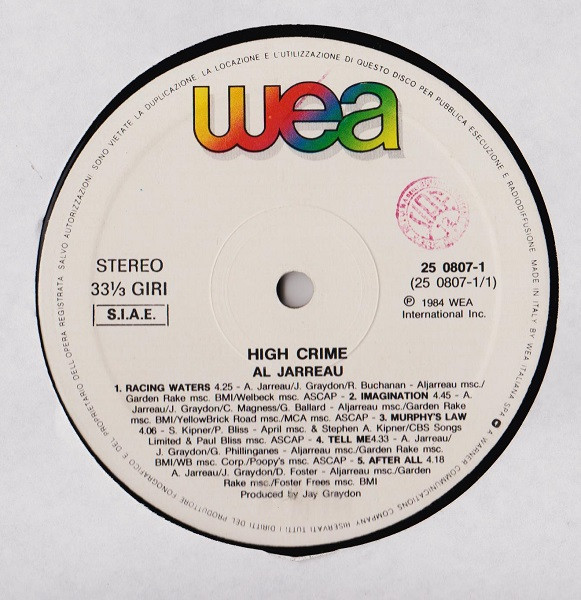 wea
SONO VIETATE LA DUPLICAZIONE, LA LOCAZIONE E L'UTILIZZAZIONE DI QUESTO DISCO PER PUBBLICA ESECUZIONE E RADIODIFFUSIONE. MADE IN ITALY BY WEA ITALIANA SPA A WARNER COMMUNICATIONS COMPANY. RISERVATI TUTTI I DIRITTI DEL PRODUTTORE FONOGRAFICO E DEL PROPRIETARIO DELL'OPERA REGISTRATA. SALVO AUTORIZZAZIONI
STEREO
33⅓ GIRI
S.I.A.E.
25 0807-1
(25 0807-1/1)
℗ 1984 WEA
International Inc.
HIGH CRIME
AL JARREAU
1. RACING WATERS 4.25 - A. Jarreau/J. Graydon/R. Buchanan - Aljarreau msc./
Garden Rake msc. BMI/Welbeck msc. ASCAP - 2. IMAGINATION 4.45 - A.
Jarreau/J. Graydon/C. Magness/G. Ballard - Aljarreau msc./Garden Rake
msc. BMI/YellowBrick Road msc./MCA msc. ASCAP - 3. MURPHY'S LAW
4.06 - S. Kipner/P. Bliss - April msc. & Stephen A. Kipner/CBS Songs
Limited & Paul Bliss msc. ASCAP - 4. TELL ME4.33 - A. Jarreau/
J. Graydon/G. Phillinganes - Aljarreau msc./Garden Rake msc.
BMI/WB msc. Corp./Poopy's msc. ASCAP - 5. AFTER ALL 4.18
A. Jarreau/J. Graydon/D. Foster - Aljarreau msc./Garden
Rake msc./Foster Frees msc. BMI
Produced by Jay Graydon